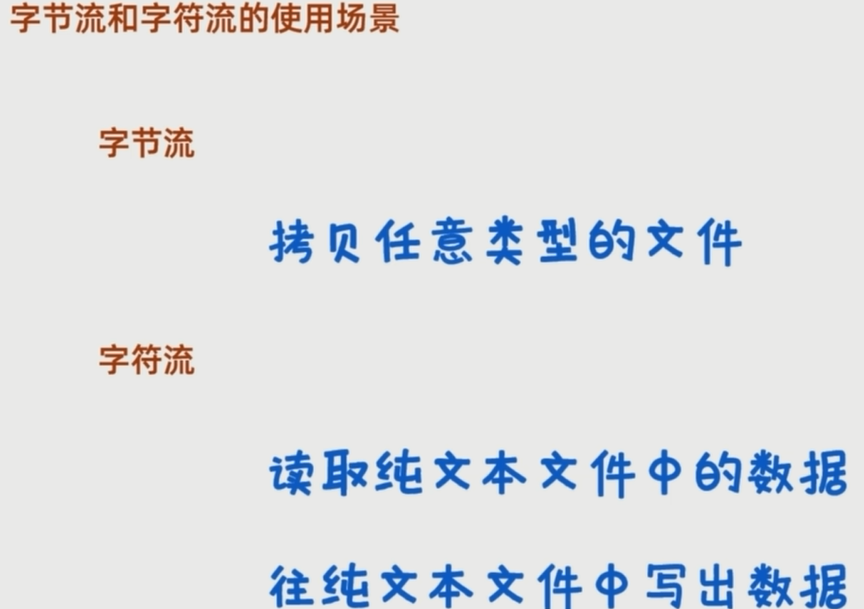 字节流和字符流的使用场景
字节流
拷贝任意类型的文件
字符流
读取纯文本文件中的数据
往纯文本文件中写出数据